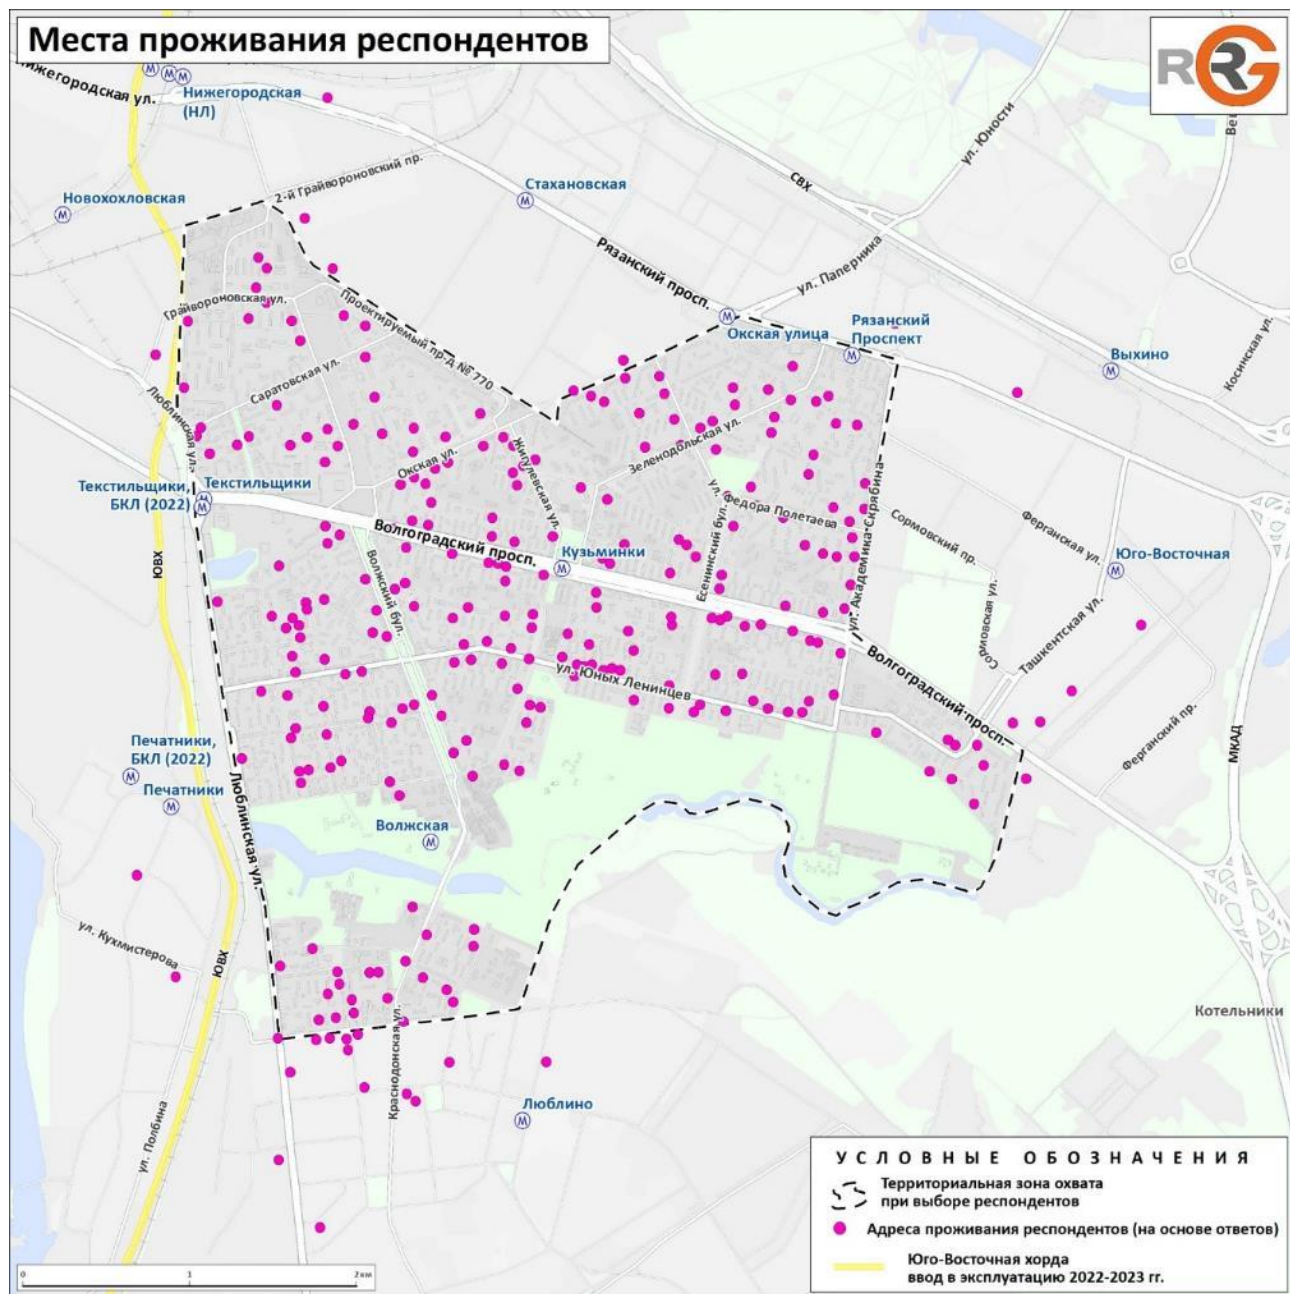 Места проживания респондентов
RRG
Нижегородская ул.
Нижегородская
(НЛ)
2-й Грайвороновский пр.
Новохохловская
Стахановская
СВХ
ул. Юности
Рязанский просп.
ул. Паперника
Окская улица
Рязанский
Проспект
Выхино
Косинская ул.
Грайвороновская ул.
Проектируемый пр-д № 770
Саратовская ул.
Люблинская ул.
Окская ул.
Жигулевская ул.
Зеленодольская ул.
Текстильщики,
БКЛ (2022)
Текстильщики
ул. Федора Полетаева
Сормовский пр.
Ферганская ул.
Волгоградский просп.
Кузьминки
Есенинский бул.
ул. Академика Скрябина
Юго-Восточная
ЮВХ
Волжский бул.
Сормовская ул.
Ташкентская ул.
ул. Юных Ленинцев
Волгоградский просп.
Ферганский пр.
МКАД
Печатники,
БКЛ (2022)
Печатники
Люблинская ул.
Волжская
ул. Кухмистерова
ЮВХ
Котельники
Краснодонская ул.
Люблино
ул. Полбина
УСЛОВНЫЕ ОБОЗНАЧЕНИЯ
Территориальная зона охвата
при выборе респондентов
Адреса проживания респондентов (на основе ответов)
Юго-Восточная хорда
ввод в эксплуатацию 2022-2023 гг.
0 1 2 км